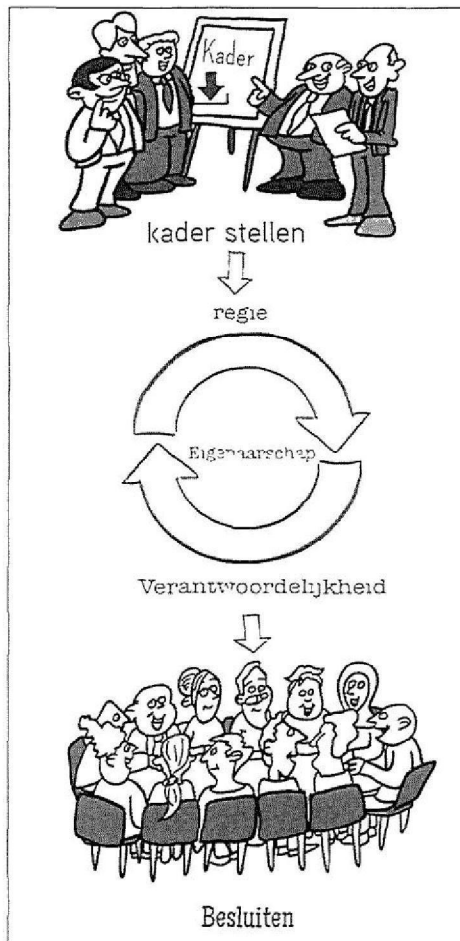 Kader
kader stellen
regie
Eigenaarschap
Verantwoordelijkheid
Besluiten